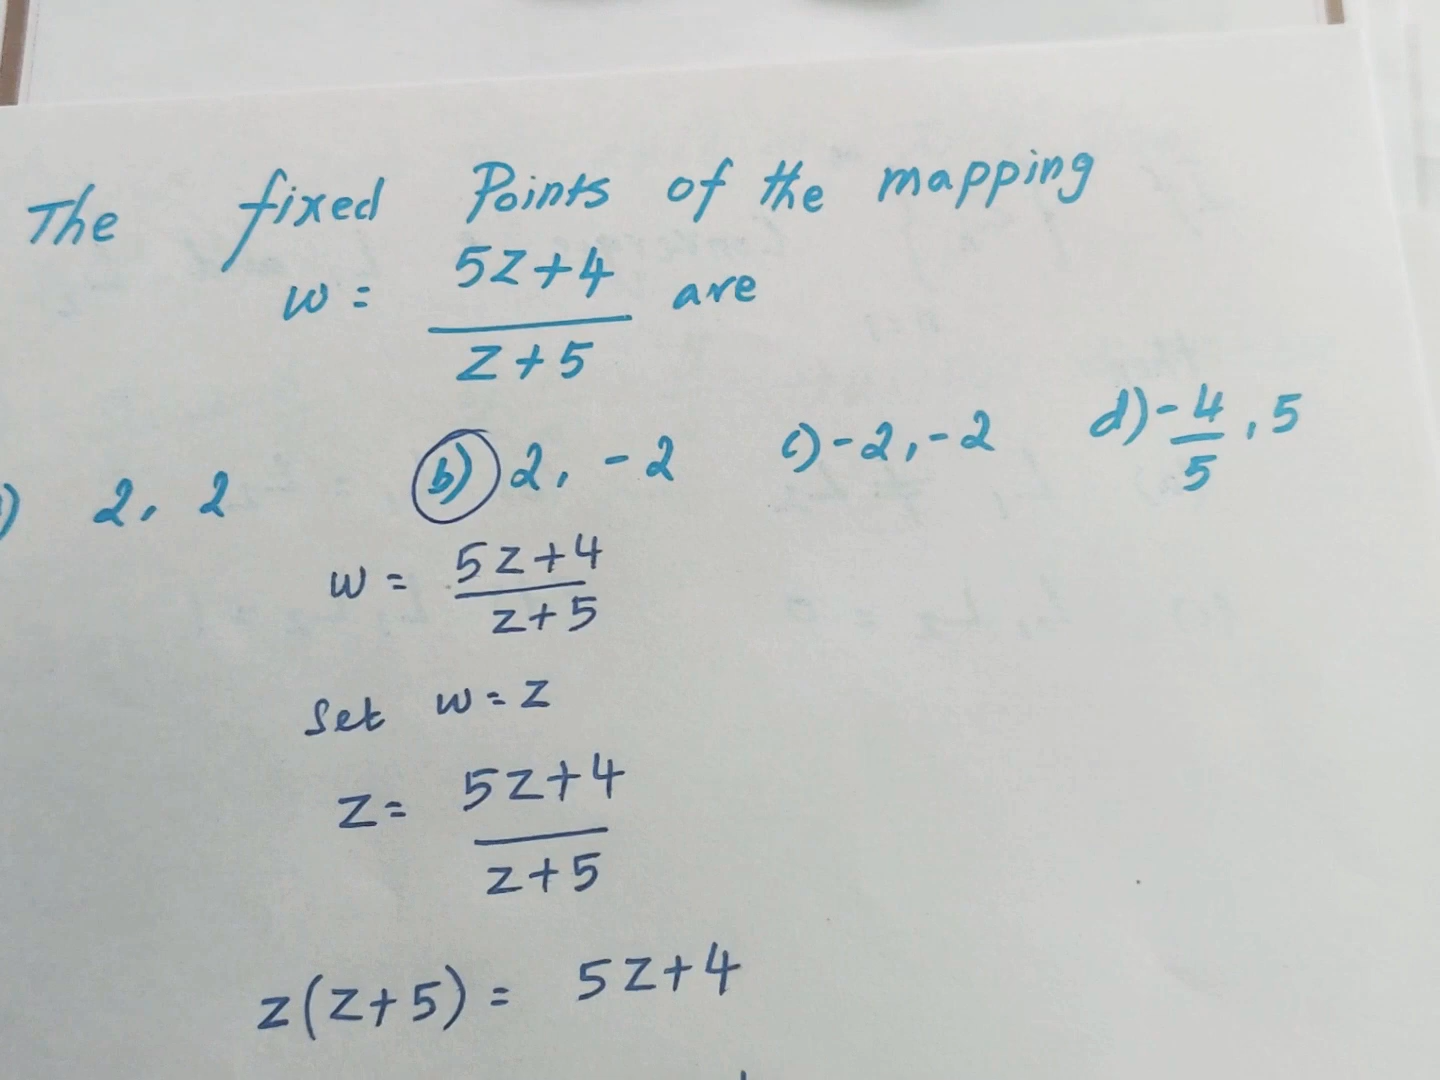 The fixed Points of the mapping
w = 5z+4 / z+5 are
) 2, 2 b) 2, -2 c) -2, -2 d) -4/5, 5
w = 5z+4 / z+5
Set w = z
z = 5z+4 / z+5
z(z+5) = 5z+4